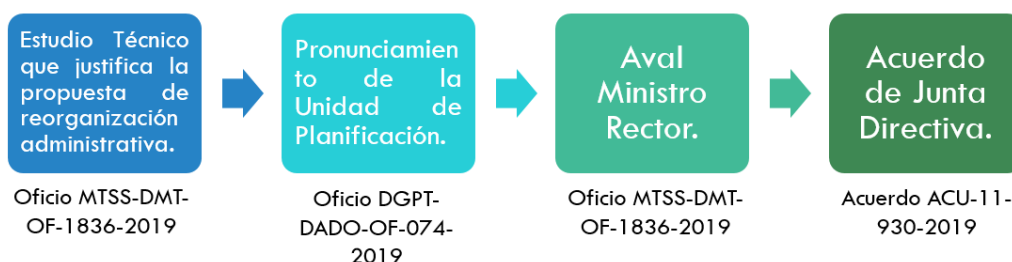 Estudio Técnico
que justifica la
propuesta de
reorganización
administrativa.
Oficio MTSS-DMT-
OF-1836-2019
Pronunciamien
to de la
Unidad de
Planificación.
Oficio DGPT-
DADO-OF-074-
2019
Aval
Ministro
Rector.
Oficio MTSS-DMT-
OF-1836-2019
Acuerdo
de Junta
Directiva.
Acuerdo ACU-11-
930-2019